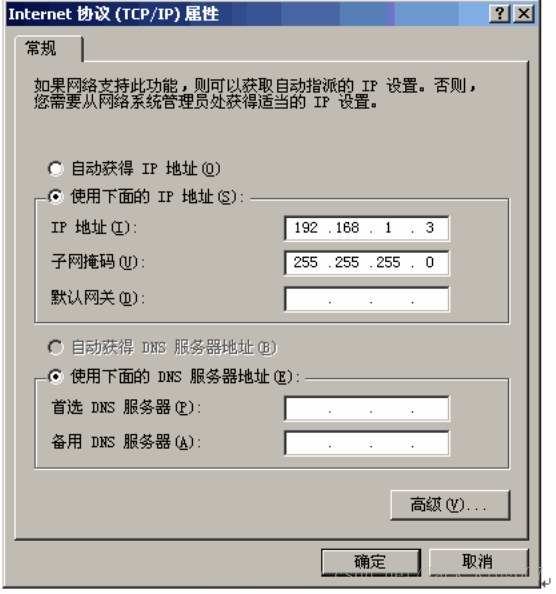 Internet 协议 (TCP/IP) 属性
常规
如果网络支持此功能，则可以获取自动指派的 IP 设置。否则，
您需要从网络系统管理员处获得适当的 IP 设置。
自动获得 IP 地址(O)
使用下面的 IP 地址(S):
IP 地址(I): 192 .168 . 1 . 3
子网掩码(U): 255 .255 .255 . 0
默认网关(D): . . .
自动获得 DNS 服务器地址(B)
使用下面的 DNS 服务器地址(E):
首选 DNS 服务器(P): . . .
备用 DNS 服务器(A): . . .
高级(V)...
确定 取消